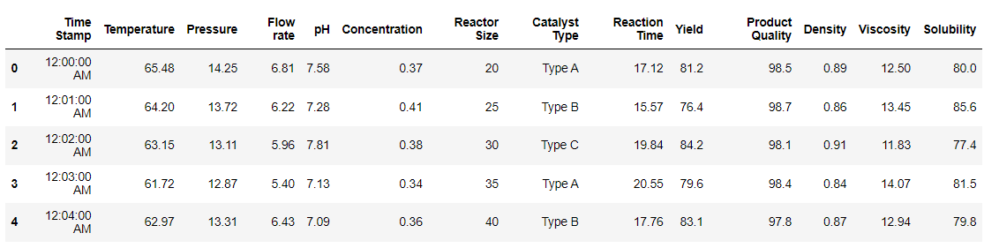 Time Stamp Temperature Pressure Flow rate pH Concentration Reactor Size Catalyst Type Reaction Time Yield Product Quality Density Viscosity Solubility
0 12:00:00 AM 65.48 14.25 6.81 7.58 0.37 20 Type A 17.12 81.2 98.5 0.89 12.50 80.0
1 12:01:00 AM 64.20 13.72 6.22 7.28 0.41 25 Type B 15.57 76.4 98.7 0.86 13.45 85.6
2 12:02:00 AM 63.15 13.11 5.96 7.81 0.38 30 Type C 19.84 84.2 98.1 0.91 11.83 77.4
3 12:03:00 AM 61.72 12.87 5.40 7.13 0.34 35 Type A 20.55 79.6 98.4 0.84 14.07 81.5
4 12:04:00 AM 62.97 13.31 6.43 7.09 0.36 40 Type B 17.76 83.1 97.8 0.87 12.94 79.8